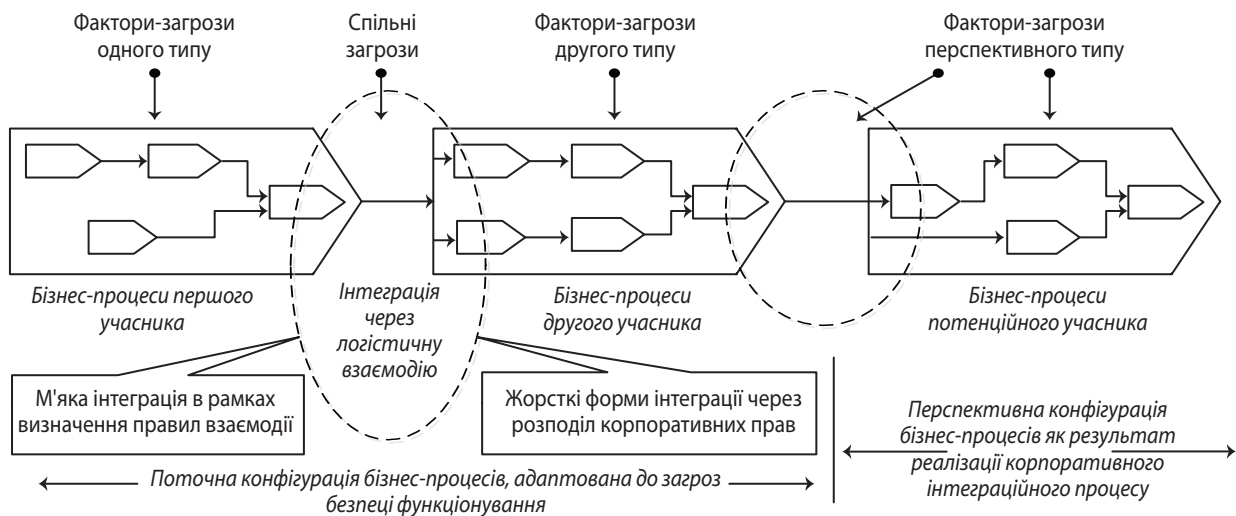 Фактори-загрози
одного типу
Спільні
загрози
Фактори-загрози
другого типу
Фактори-загрози
перспективного типу
Бізнес-процеси першого
учасника
Інтеграція
через
логістичну
взаємодію
Бізнес-процеси
другого учасника
Бізнес-процеси
потенційного учасника
М'яка інтеграція в рамках
визначення правил взаємодії
Жорсткі форми інтеграції через
розподіл корпоративних прав
Перспективна конфігурація
бізнес-процесів як результат
реалізації корпоративного
інтеграційного процесу
Поточна конфігурація бізнес-процесів, адаптована до загроз
безпеці функціонування